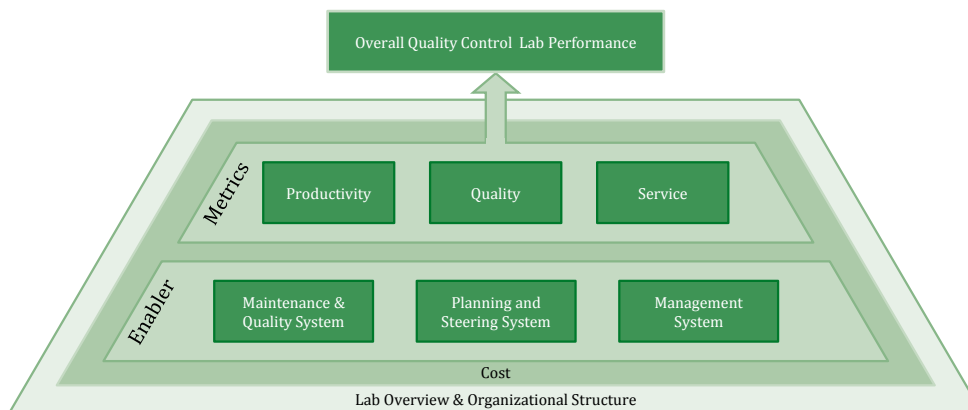 Overall Quality Control Lab Performance
Metrics
Productivity
Quality
Service
Enabler
Maintenance &
Quality System
Planning and
Steering System
Management
System
Cost
Lab Overview & Organizational Structure